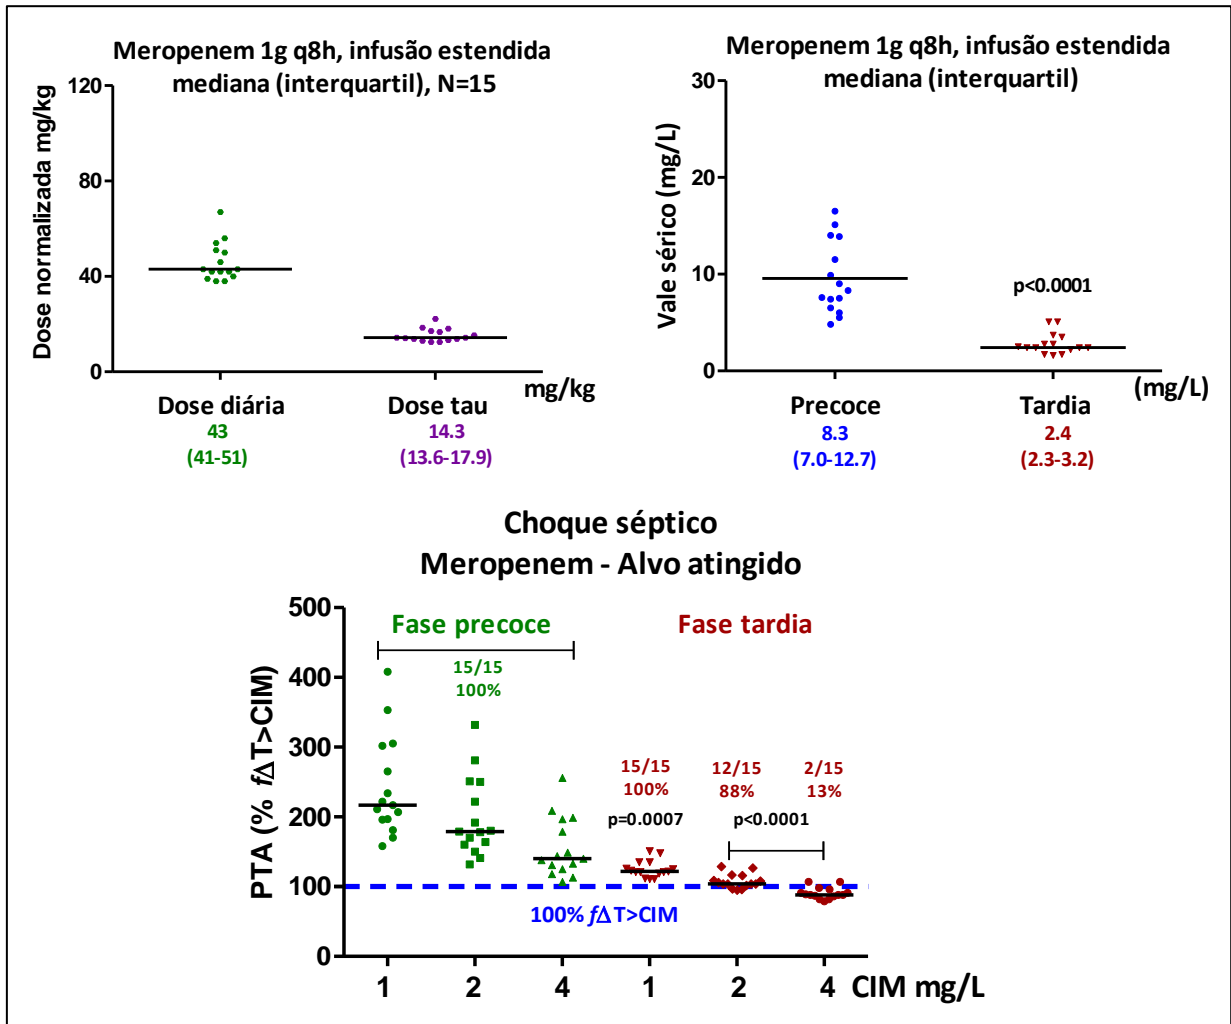 Meropenem 1g q8h, infusão estendida
mediana (interquartil), N=15
Dose normalizada mg/kg
120
80
40
0
mg/kg
Dose diária
Dose tau
43
14.3
(41-51)
(13.6-17.9)
Meropenem 1g q8h, infusão estendida
mediana (interquartil)
Vale sérico (mg/L)
30
20
10
0
p<0.0001
(mg/L)
Precoce
Tardia
8.3
2.4
(7.0-12.7)
(2.3-3.2)
Choque séptico
Meropenem - Alvo atingido
PTA (% fΔT>CIM)
500
400
300
200
100
0
Fase precoce
Fase tardia
15/15
100%
15/15
12/15
2/15
100%
88%
13%
p=0.0007
p<0.0001
100% fΔT>CIM
1
2
4
1
2
4
CIM mg/L